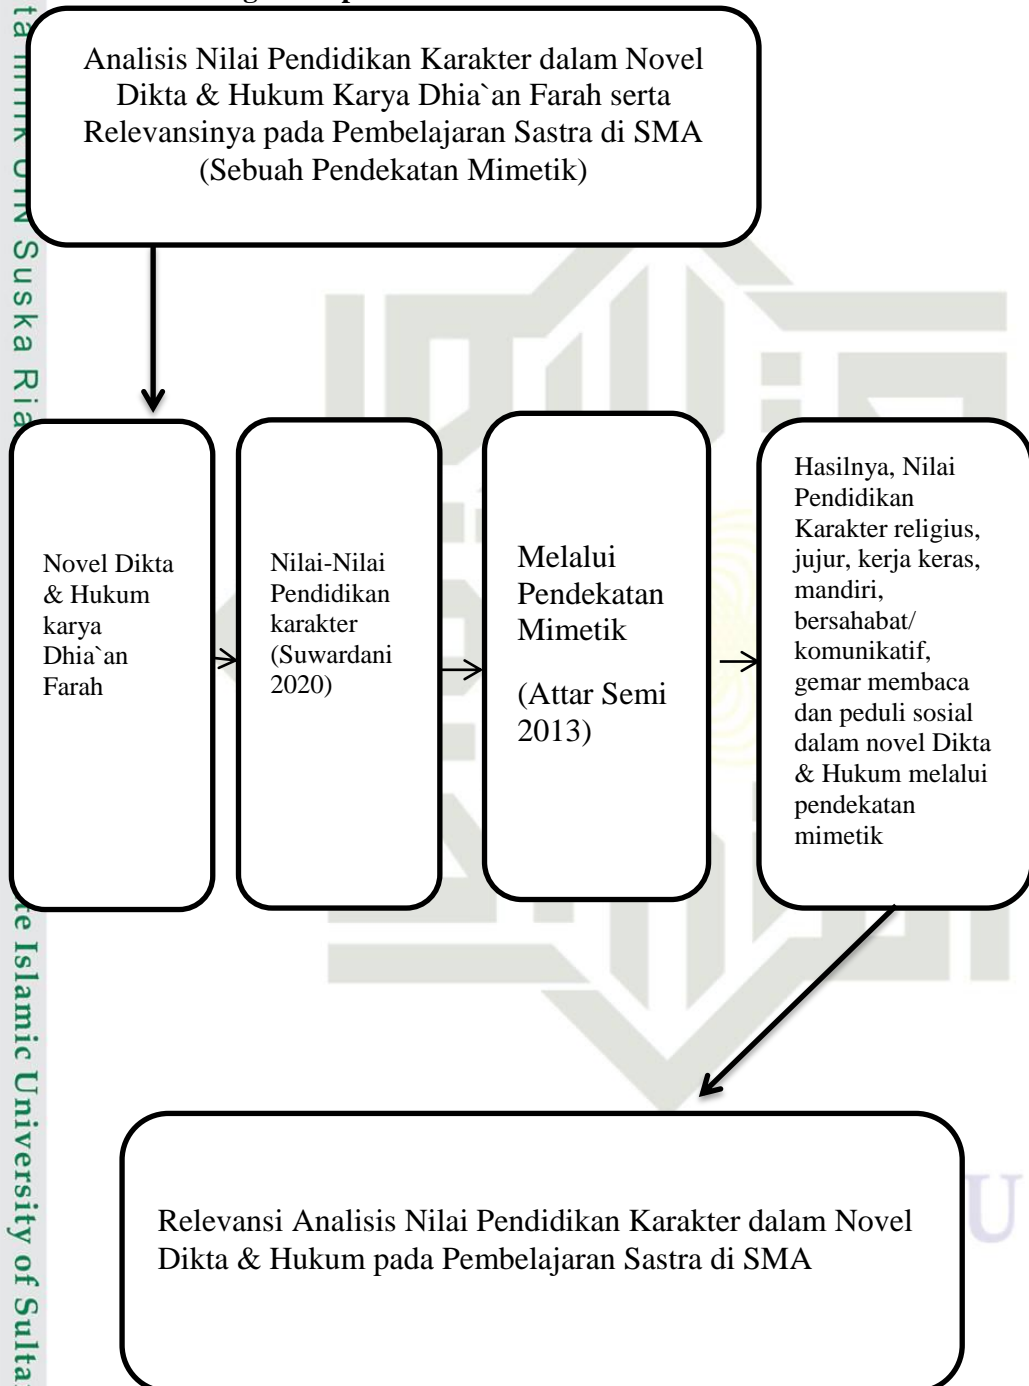 Analisis Nilai Pendidikan Karakter dalam Novel
Dikta & Hukum Karya Dhia`an Farah serta
Relevansinya pada Pembelajaran Sastra di SMA
(Sebuah Pendekatan Mimetik)
Novel Dikta
& Hukum
karya
Dhia`an
Farah
Nilai-Nilai
Pendidikan
karakter
(Suwardani
2020)
Melalui
Pendekatan
Mimetik
(Attar Semi
2013)
Hasilnya, Nilai
Pendidikan
Karakter religius,
jujur, kerja keras,
mandiri,
bersahabat/
komunikatif,
gemar membaca
dan peduli sosial
dalam novel Dikta
& Hukum melalui
pendekatan
mimetik
Relevansi Analisis Nilai Pendidikan Karakter dalam Novel
Dikta & Hukum pada Pembelajaran Sastra di SMA
UIN Suska Ria
Islamic University of Sulta
U